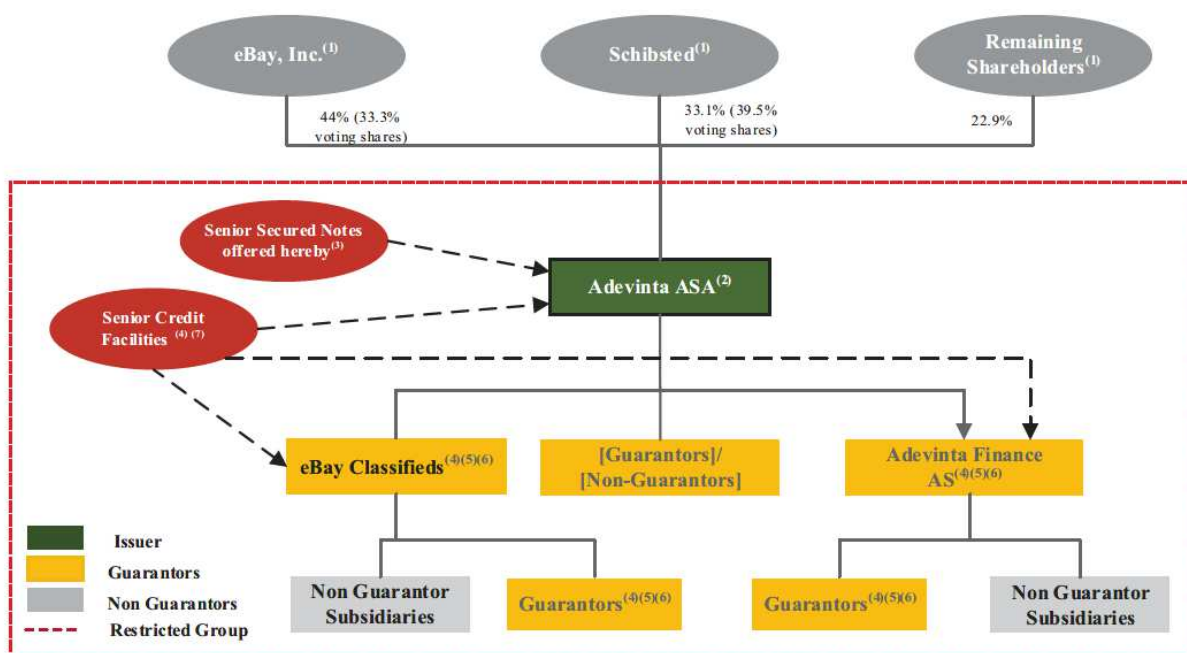 eBay, Inc.(1)
Schibsted(1)
Remaining
Shareholders(1)
44% (33.3%
voting shares)
33.1% (39.5%
voting shares)
22.9%
Senior Secured Notes
offered hereby(3)
Adevinta ASA(2)
Senior Credit
Facilities (4) (7)
eBay Classifieds(4)(5)(6)
[Guarantors]/
[Non-Guarantors]
Adevinta Finance
AS(4)(5)(6)
Issuer
Guarantors
Non Guarantors
Restricted Group
Non Guarantor
Subsidiaries
Guarantors(4)(5)(6)
Guarantors(4)(5)(6)
Non Guarantor
Subsidiaries